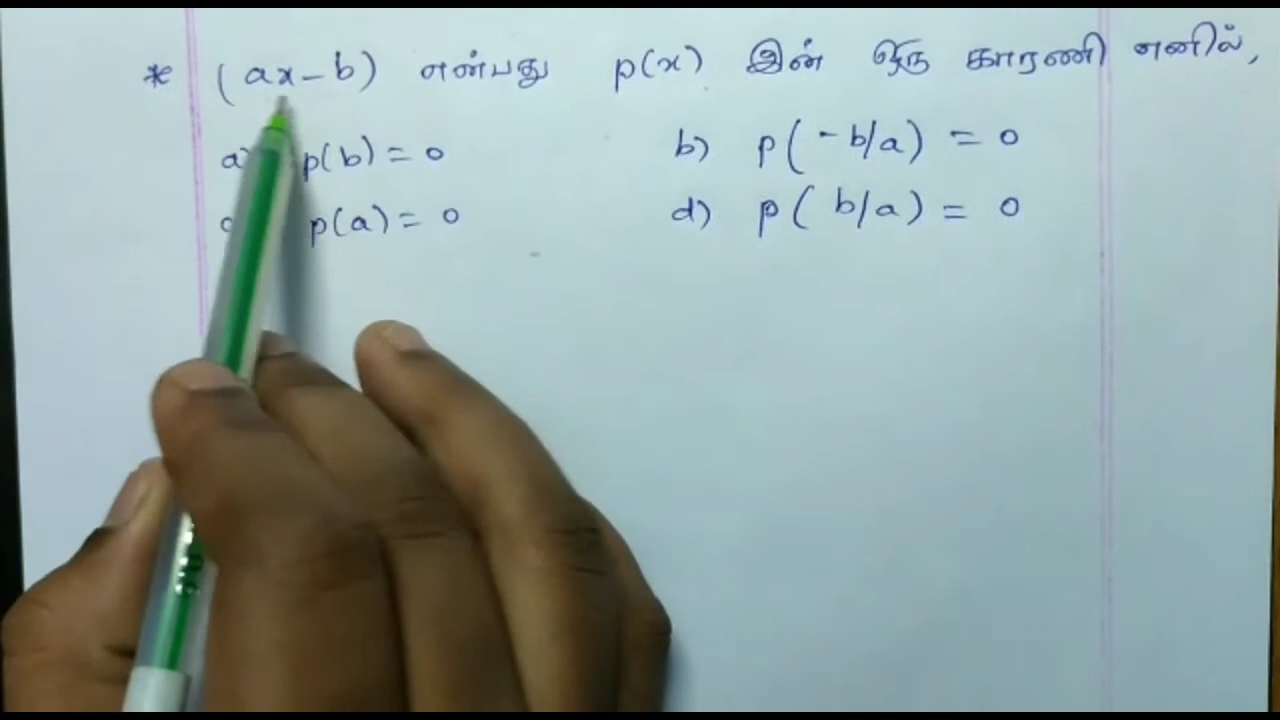 * (ax-b) என்பது p(x) இன் ஒரு காரணி எனில்,
a) p(b) = 0 b) p(-b/a) = 0
p(a) = 0 d) p(b/a) = 0